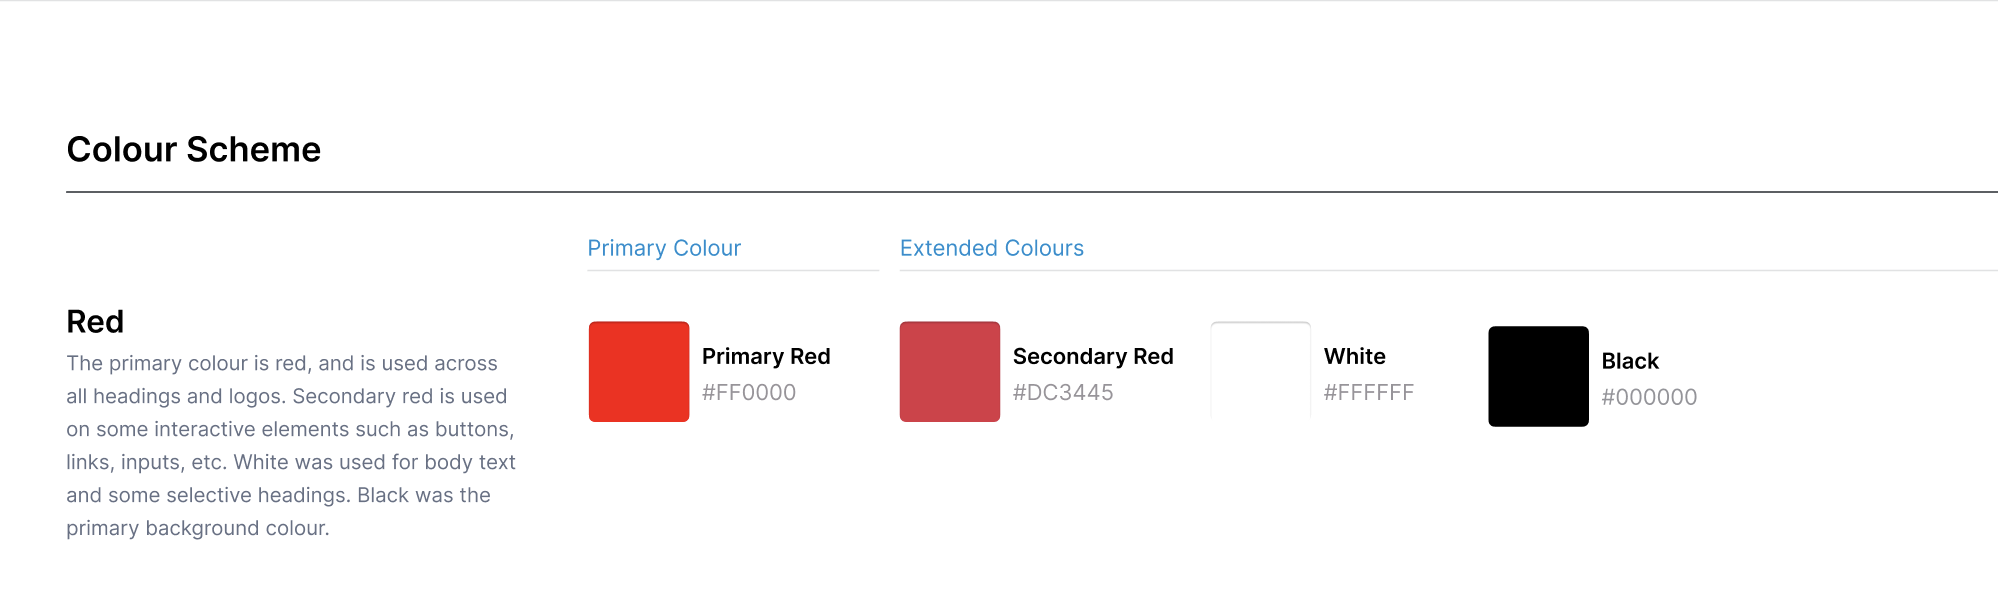 Colour Scheme
Primary Colour
Extended Colours
Red
The primary colour is red, and is used across
all headings and logos. Secondary red is used
on some interactive elements such as buttons,
links, inputs, etc. White was used for body text
and some selective headings. Black was the
primary background colour.
Primary Red
#FF0000
Secondary Red
#DC3445
White
#FFFFFF
Black
#000000